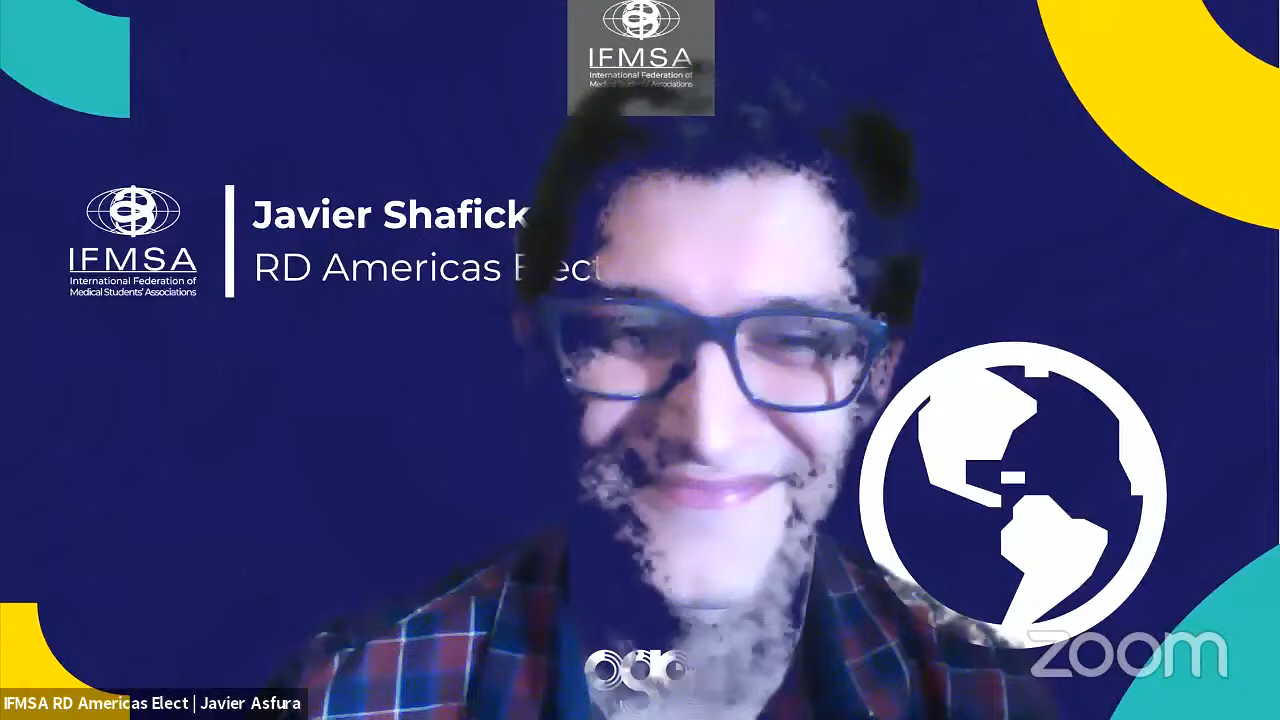 IFMSA
International Federation of
Medical Students' Associations
Javier Shafick
RD Americas Elect
IFMSA
International Federation of
Medical Students' Associations
zoom
IFMSA RD Americas Elect | Javier Asfura